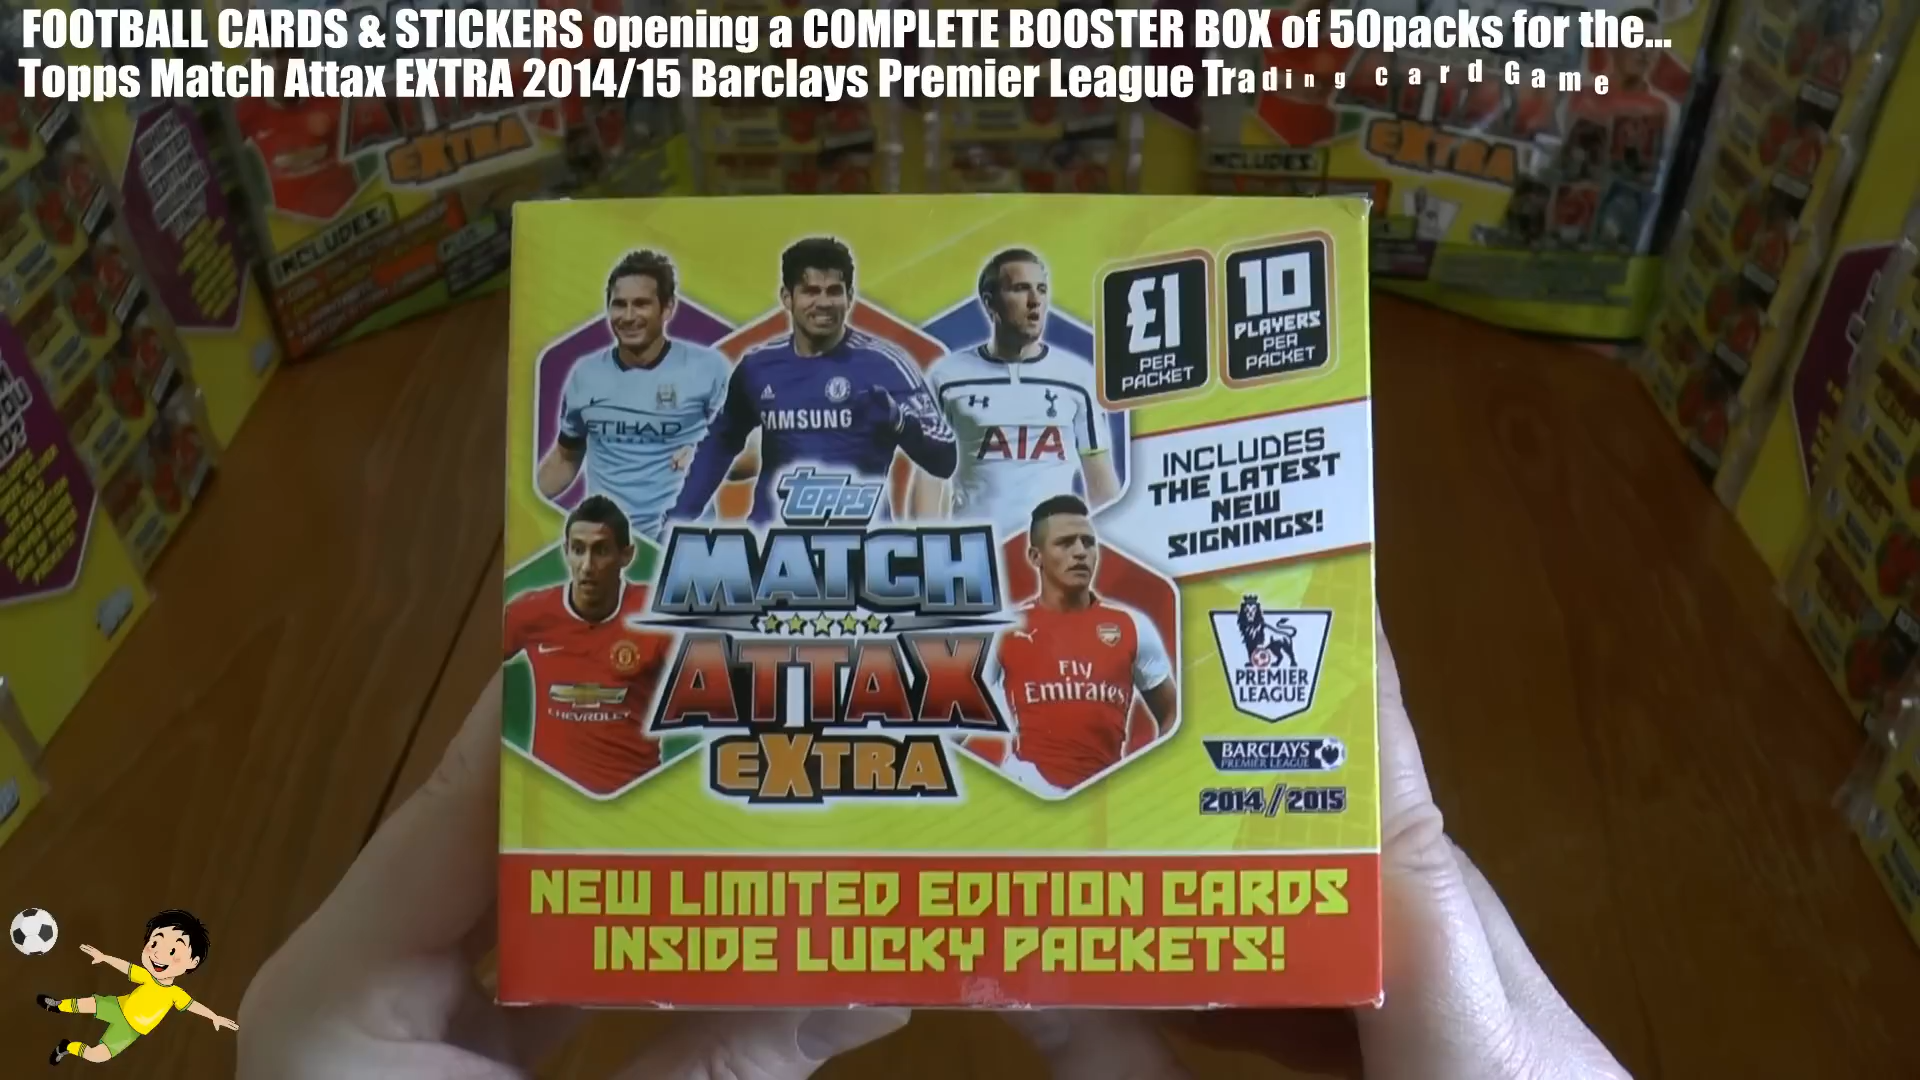 FOOTBALL CARDS & STICKERS opening a COMPLETE BOOSTER BOX of 50packs for the...
Topps Match Attax EXTRA 2014/15 Barclays Premier League Trading Card Game
EXTRA
INCLUDES:
INCLUDES:
EXTRA
£1
PER
PACKET
10
PLAYERS
PER
PACKET
ETIHAD
SAMSUNG
AIA
INCLUDES
THE LATEST
NEW
SIGNINGS!
topps
MATCH
ATTAX
EXTRA
CHEVROLET
Fly
Emirates
PREMIER
LEAGUE
BARCLAYS
PREMIER LEAGUE
2014/2015
NEW LIMITED EDITION CARDS
INSIDE LUCKY PACKETS!